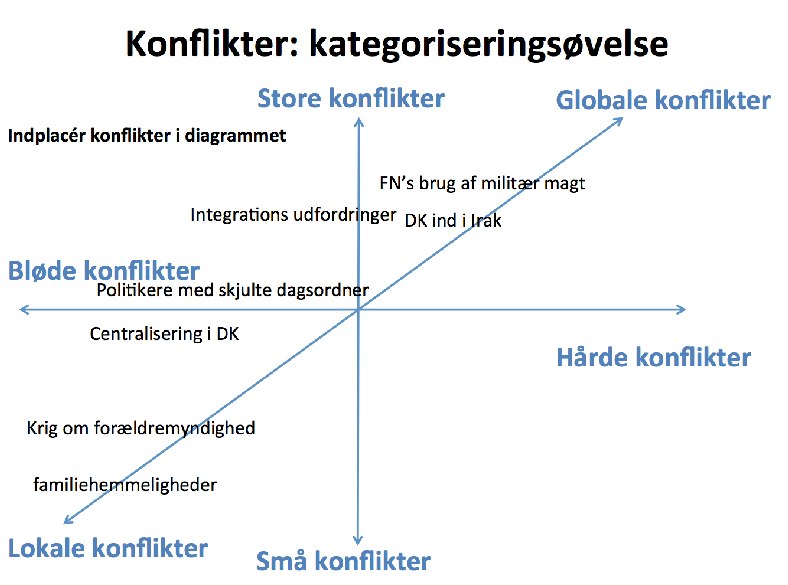 Konflikter: kategoriseringsøvelse
Store konflikter
Globale konflikter
Indplacér konflikter i diagrammet
FN's brug af militær magt
Integrations udfordringer
DK ind i Irak
Bløde konflikter
Politikere med skjulte dagsordner
Centralisering i DK
Hårde konflikter
Krig om forældremyndighed
familiehemmeligheder
Lokale konflikter
Små konflikter